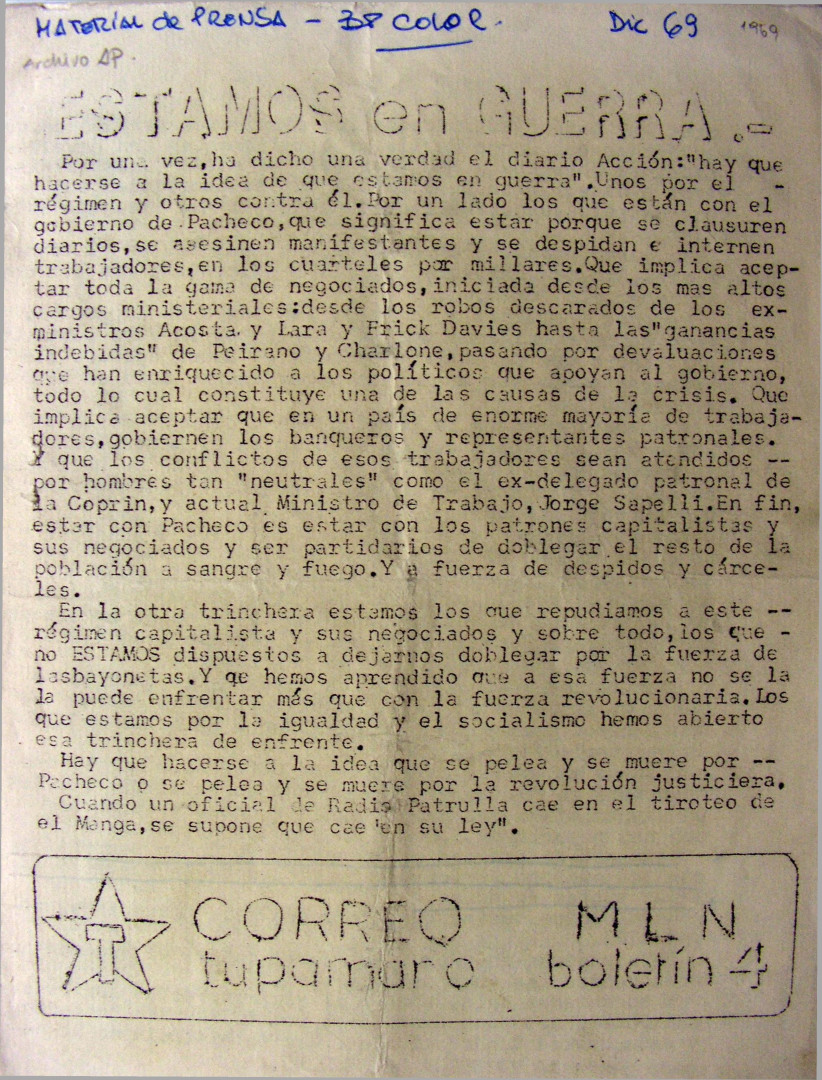 MATERIAL de PRENSA - Bº COLOR. Dic 69 1969
Archivo AP.
ESTAMOS en GUERRA.-
Por una vez,ha dicho una verdad el diario Acción:"hay que
hacerse a la idea de que estamos en guerra".Unos por el -
régimen y otros contra él.Por un lado los que están con el
gobierno de Pacheco,que significa estar porque se clausuren
diarios,se asesinen manifestantes y se despidan e internen
trabajadores,en los cuarteles por millares.Que implica acep-
tar toda la gama de negociados,iniciada desde los mas altos
cargos ministeriales:desde los robos descarados de los ex-
ministros Acosta y Lara y Frick Davies hasta las"ganancias
indebidas" de Peirano y Charlone,pasando por devaluaciones
que han enriquecido a los políticos que apoyan al gobierno,
todo lo cual constituye una de las causas de la crisis. Que
implica aceptar que en un país de enorme mayoría de trabaja-
dores,gobiernen los banqueros y representantes patronales.
Y que los conflictos de esos trabajadores sean atendidos --
por hombres tan "neutrales" como el ex-delegado patronal de
la Coprin,y actual Ministro de Trabajo,Jorge Sapelli.En fin,
estar con Pacheco es estar con los patrones capitalistas y
sus negociados y ser partidarios de doblegar el resto de la
población a sangre y fuego.Y a fuerza de despidos y cárce-
les.
En la otra trinchera estamos los que repudiamos a este --
régimen capitalista y sus negociados y sobre todo,los que -
no ESTAMOS dispuestos a dejarnos doblegar por la fuerza de
lasbayonetas.Y qe hemos aprendido que a esa fuerza no se la
la puede enfrentar más que con la fuerza revolucionaria.Los
que estamos por la igualdad y el socialismo hemos abierto
esa trinchera de enfrente.
Hay que hacerse a la idea que se pelea y se muere por --
Pacheco o se pelea y se muere por la revolución justiciera.
Cuando un oficial de Radio Patrulla cae en el tiroteo de
el Manga,se supone que cae "en su ley".
T
CORREO MLN
tupamaro boletín 4